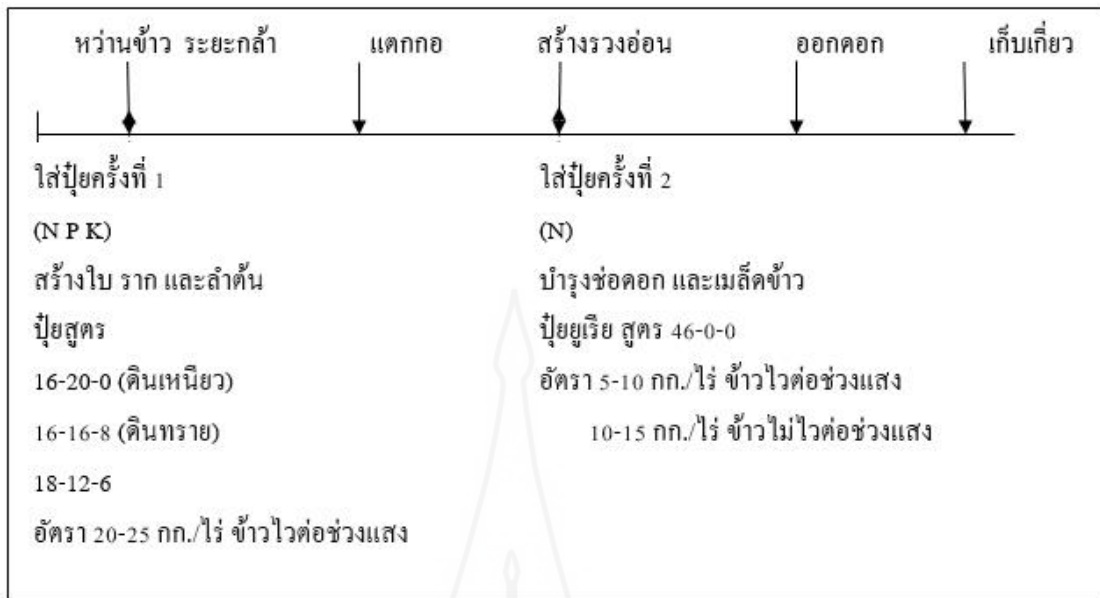 หว่านข้าว ระยะกล้า แตกกอ สร้างรวงอ่อน ออกดอก เก็บเกี่ยว
ใส่ปุ๋ยครั้งที่ 1
(N P K)
สร้างใบ ราก และลำต้น
ปุ๋ยสูตร
16-20-0 (ดินเหนียว)
16-16-8 (ดินทราย)
18-12-6
อัตรา 20-25 กก./ไร่ ข้าวไวต่อช่วงแสง
ใส่ปุ๋ยครั้งที่ 2
(N)
บำรุงช่อดอก และเมล็ดข้าว
ปุ๋ยยูเรีย สูตร 46-0-0
อัตรา 5-10 กก./ไร่ ข้าวไวต่อช่วงแสง
10-15 กก./ไร่ ข้าวไม่ไวต่อช่วงแสง